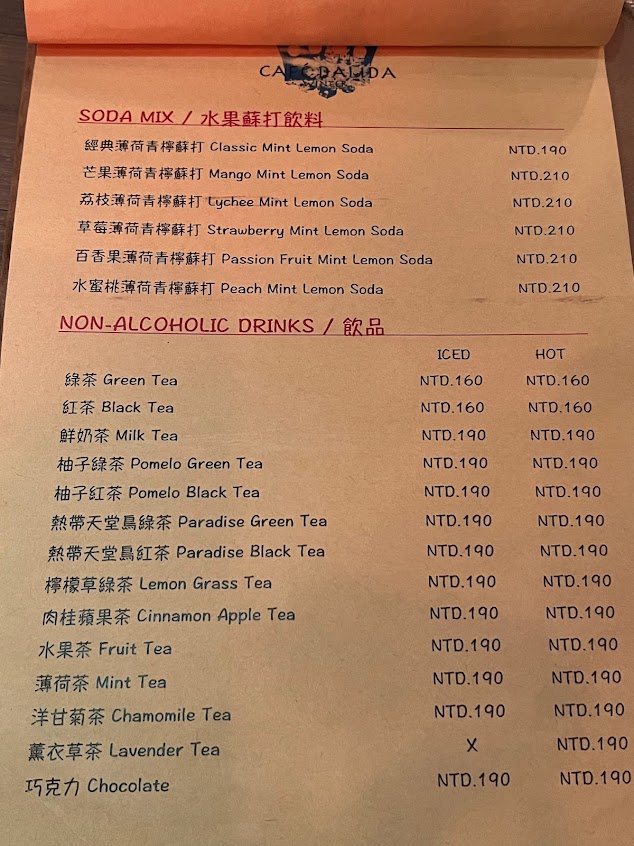 CAFÉ DALIDA
SODA MIX / 水果蘇打飲料
經典薄荷青檸蘇打 Classic Mint Lemon Soda NTD.190
芒果薄荷青檸蘇打 Mango Mint Lemon Soda NTD.210
荔枝薄荷青檸蘇打 Lychee Mint Lemon Soda NTD.210
草莓薄荷青檸蘇打 Strawberry Mint Lemon Soda NTD.210
百香果薄荷青檸蘇打 Passion Fruit Mint Lemon Soda NTD.210
水蜜桃薄荷青檸蘇打 Peach Mint Lemon Soda NTD.210
NON-ALCOHOLIC DRINKS / 飲品
ICED HOT
綠茶 Green Tea NTD.160 NTD.160
紅茶 Black Tea NTD.160 NTD.160
鮮奶茶 Milk Tea NTD.190 NTD.190
柚子綠茶 Pomelo Green Tea NTD.190 NTD.190
柚子紅茶 Pomelo Black Tea NTD.190 NTD.190
熱帶天堂鳥綠茶 Paradise Green Tea NTD.190 NTD.190
熱帶天堂鳥紅茶 Paradise Black Tea NTD.190 NTD.190
檸檬草綠茶 Lemon Grass Tea NTD.190 NTD.190
肉桂蘋果茶 Cinnamon Apple Tea NTD.190 NTD.190
水果茶 Fruit Tea NTD.190 NTD.190
薄荷茶 Mint Tea NTD.190 NTD.190
洋甘菊茶 Chamomile Tea NTD.190 NTD.190
薰衣草茶 Lavender Tea X NTD.190
巧克力 Chocolate NTD.190 NTD.190